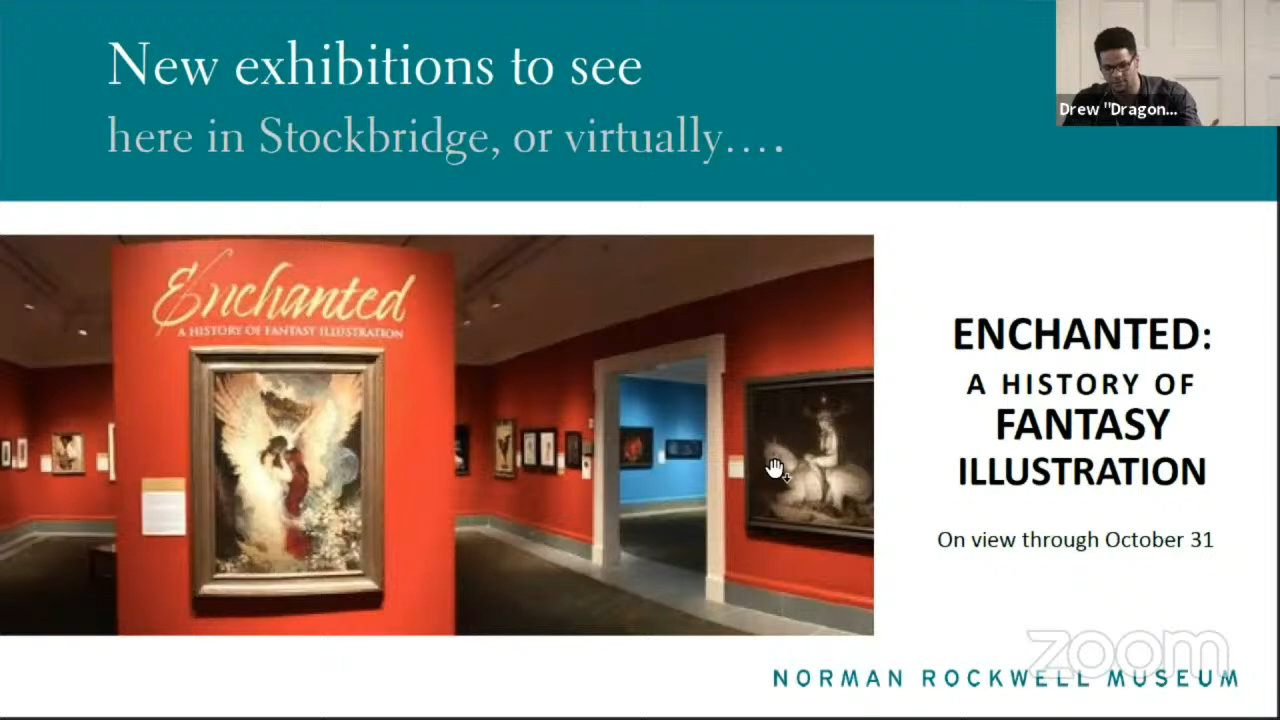 New exhibitions to see
here in Stockbridge, or virtually....
Drew "Dragon...
Enchanted
A HISTORY OF FANTASY ILLUSTRATION
ENCHANTED:
A HISTORY OF
FANTASY
ILLUSTRATION
On view through October 31
zoom
NORMAN ROCKWELL MUSEUM